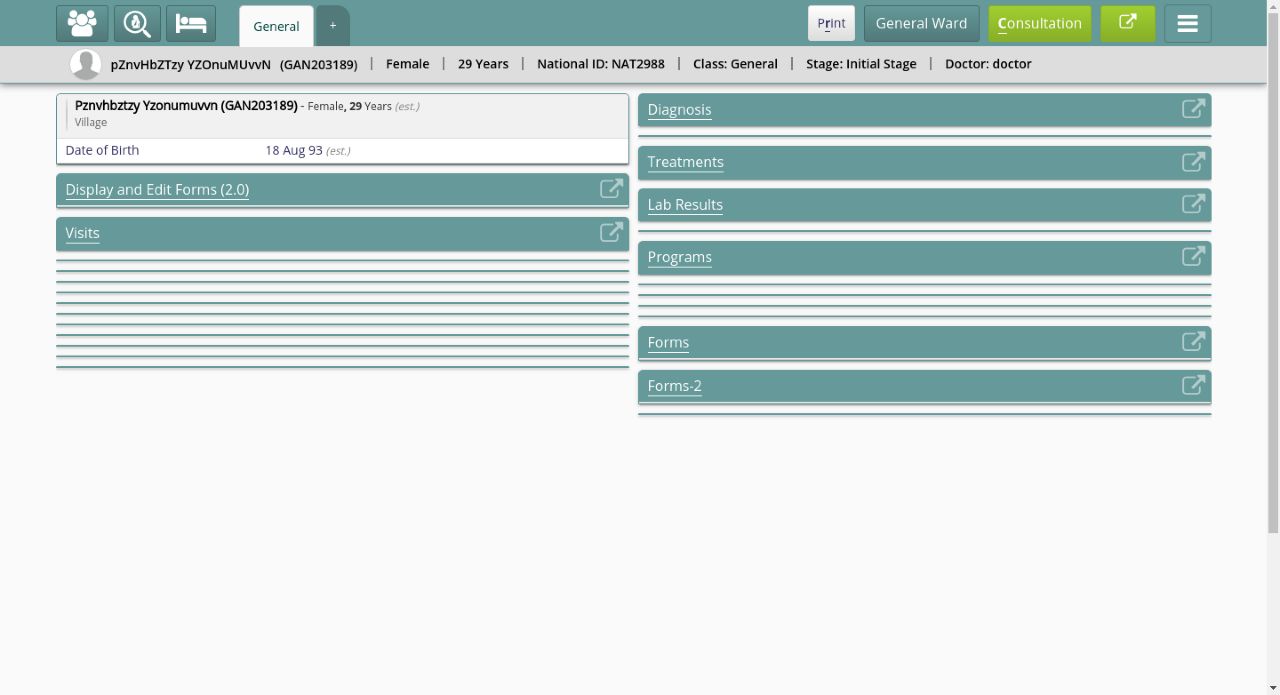 General
+
Print
General Ward
Consultation
pZnvHbZTzy YZOnuMUvvN (GAN203189) | Female | 29 Years | National ID: NAT2988 | Class: General | Stage: Initial Stage | Doctor: doctor
Pznvhbztzy Yzonumuvvn (GAN203189) - Female, 29 Years (est.)
Village
Date of Birth 18 Aug 93 (est.)
Display and Edit Forms (2.0)
Visits
Diagnosis
Treatments
Lab Results
Programs
Forms
Forms-2